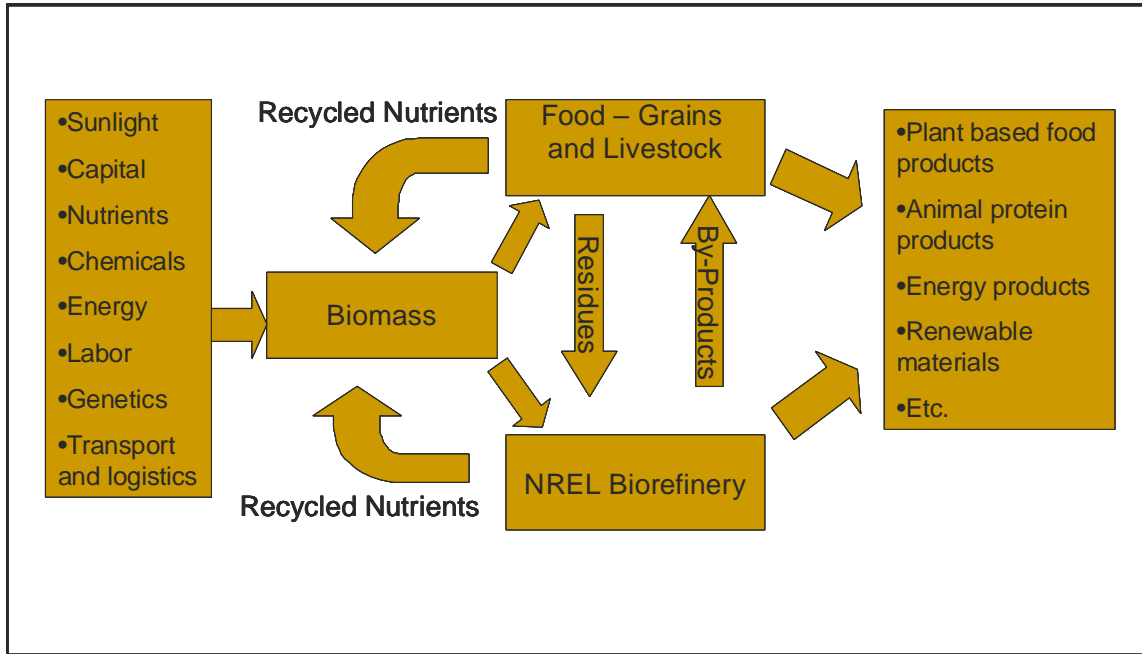 •Sunlight
•Capital
•Nutrients
•Chemicals
•Energy
•Labor
•Genetics
•Transport
and logistics
Recycled Nutrients
Biomass
Recycled Nutrients
Food – Grains
and Livestock
Residues
By-Products
NREL Biorefinery
•Plant based food
products
•Animal protein
products
•Energy products
•Renewable
materials
•Etc.